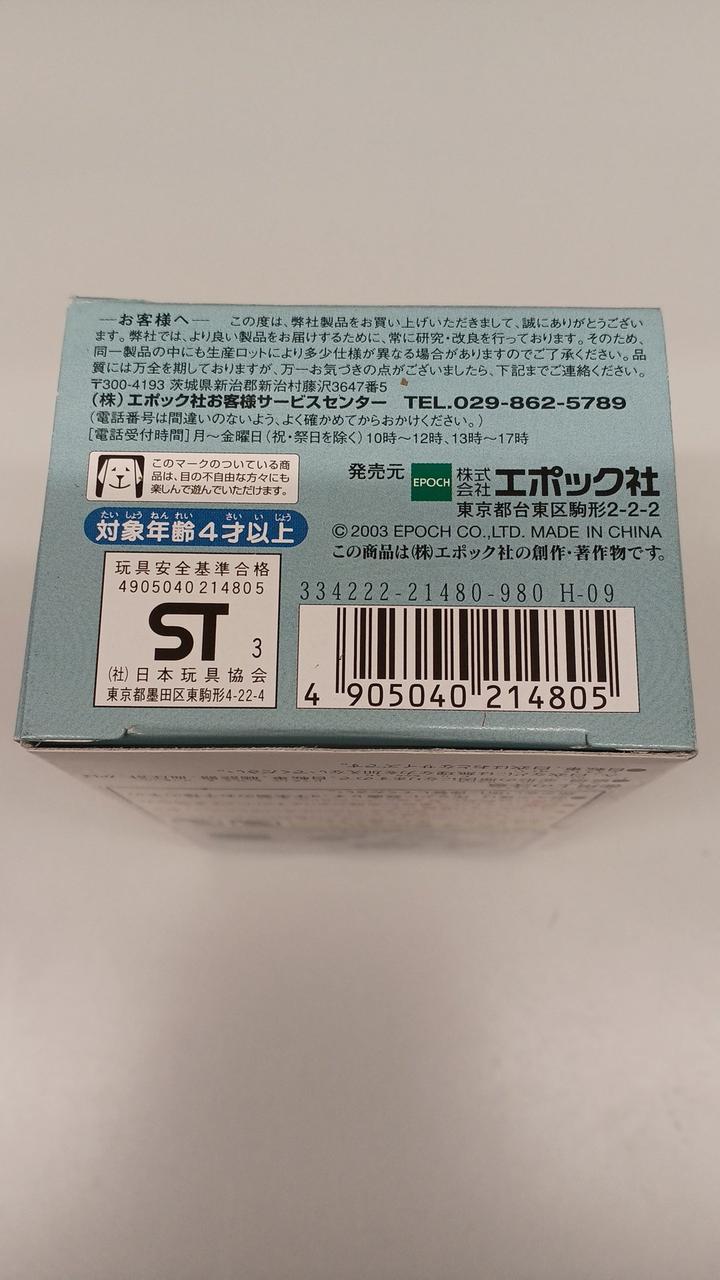 ―お客様へ― この度は、弊社製品をお買い上げいただきまして、誠にありがとうござい
ます。弊社では、より良い製品をお届けするために、常に研究・改良を行っております。そのため、
同一製品の中にも生産ロットにより多少仕様が異なる場合がありますのでご了承ください。品
質には万全を期しておりますが、万一お気づきの点がございましたら、下記までご連絡ください。
〒300-4193 茨城県新治郡新治村藤沢3647番5
(株)エポック社お客様サービスセンター TEL.029-862-5789
(電話番号は間違いのないよう、よく確かめてからおかけください。)
[電話受付時間]月～金曜日(祝・祭日を除く)10時～12時、13時～17時
このマークのついている商
品は、目の不自由な方々にも
楽しんで遊んでいただけます。
発売元 EPOCH 株式会社エポック社
東京都台東区駒形2-2-2
たいしょうねんれい さいいじょう
対象年齢4才以上
©2003 EPOCH CO.,LTD. MADE IN CHINA
この商品は(株)エポック社の創作・著作物です。
玩具安全基準合格
4905040214805
ST 3
(社)日本玩具協会
東京都墨田区東駒形4-22-4
334222-21480-980 H-09
4 905040 214805